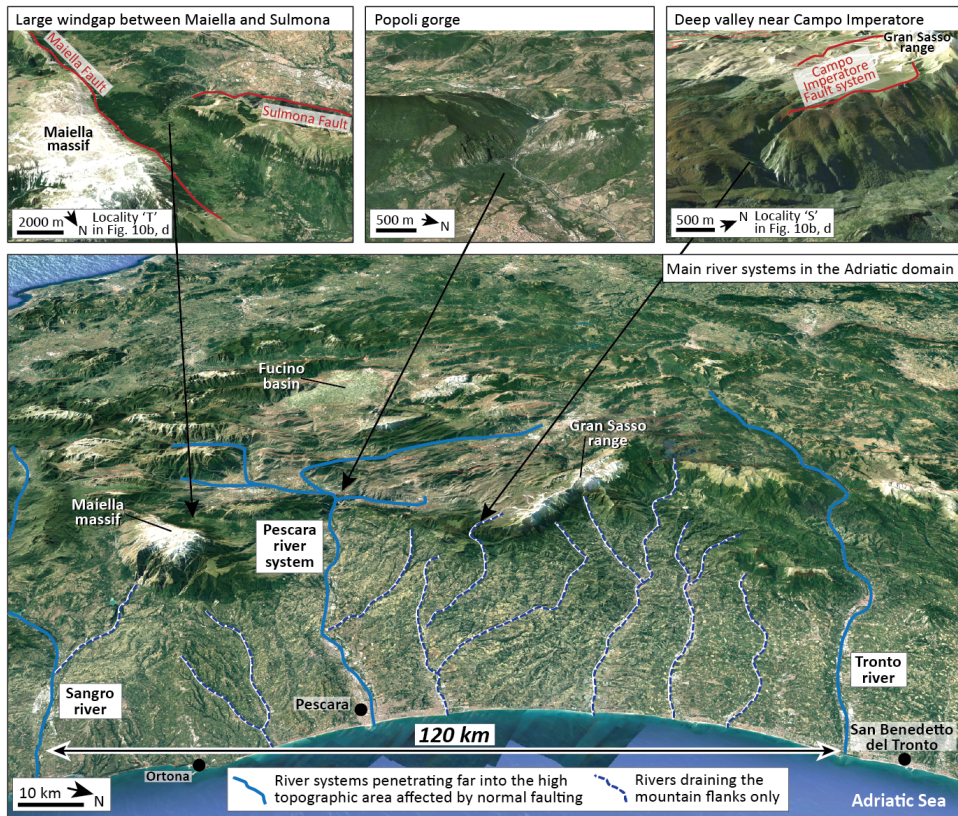 Large windgap between Maiella and Sulmona
Maiella Fault
Sulmona Fault
Maiella
massif
2000 m
N
Locality ‘T’
in Fig. 10b, d
Popoli gorge
500 m
N
Deep valley near Campo Imperatore
Gran Sasso
range
Campo
Imperatore
Fault system
500 m
N
Locality ‘S’
in Fig. 10b, d
Main river systems in the Adriatic domain
Fucino
basin
Gran Sasso
range
Maiella
massif
Pescara
river
system
Sangro
river
Pescara
Tronto
river
120 km
San Benedetto
del Tronto
Ortona
10 km
N
River systems penetrating far into the high
topographic area affected by normal faulting
Rivers draining the
mountain flanks only
Adriatic Sea